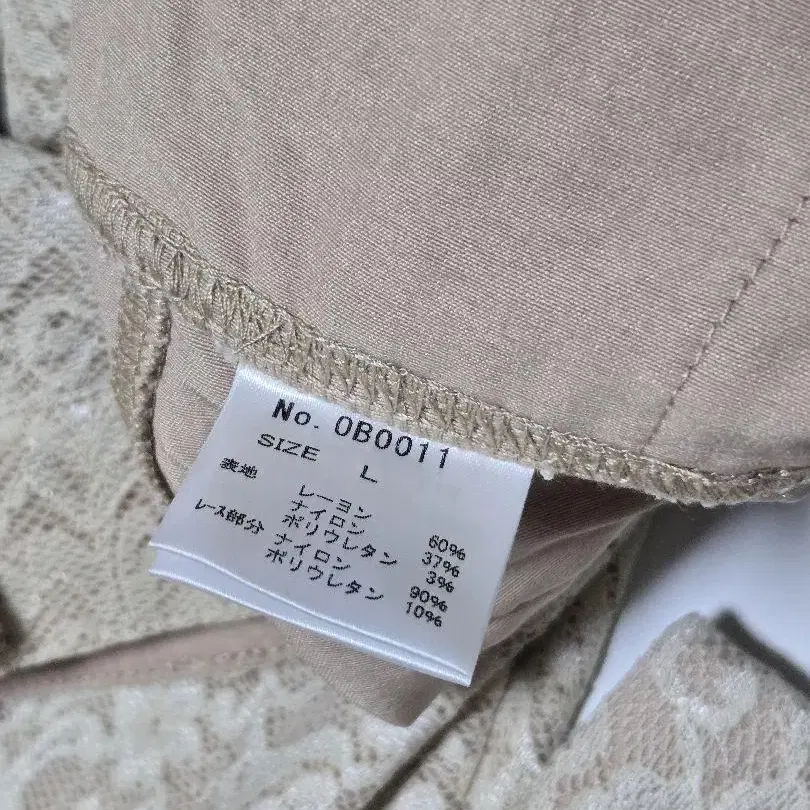 No. 0B0011
SIZE L
表地 レーヨン 60%
ナイロン 37%
ポリウレタン 3%
レース部分 ナイロン 90%
ポリウレタン 10%